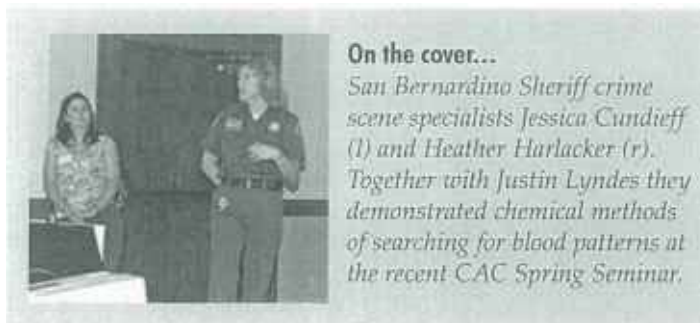 On the cover...
San Bernardino Sheriff crime
scene specialists Jessica Cundieff
(l) and Heather Harlacker (r).
Together with Justin Lyndes they
demonstrated chemical methods
of searching for blood patterns at
the recent CAC Spring Seminar.